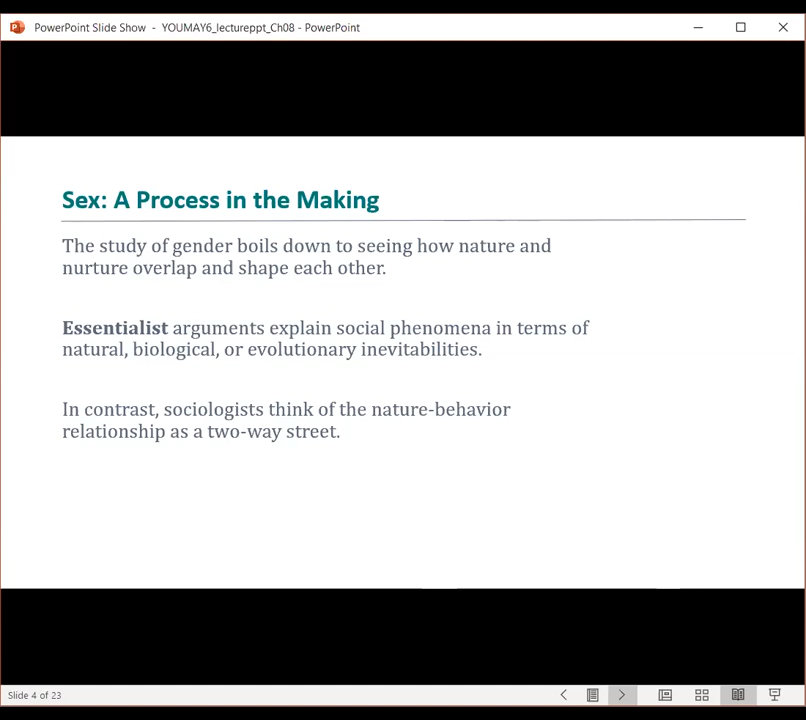 PowerPoint Slide Show - YOUMAY6_lectureppt_Ch08 - PowerPoint
Sex: A Process in the Making
The study of gender boils down to seeing how nature and
nurture overlap and shape each other.
Essentialist arguments explain social phenomena in terms of
natural, biological, or evolutionary inevitabilities.
In contrast, sociologists think of the nature-behavior
relationship as a two-way street.
Slide 4 of 23